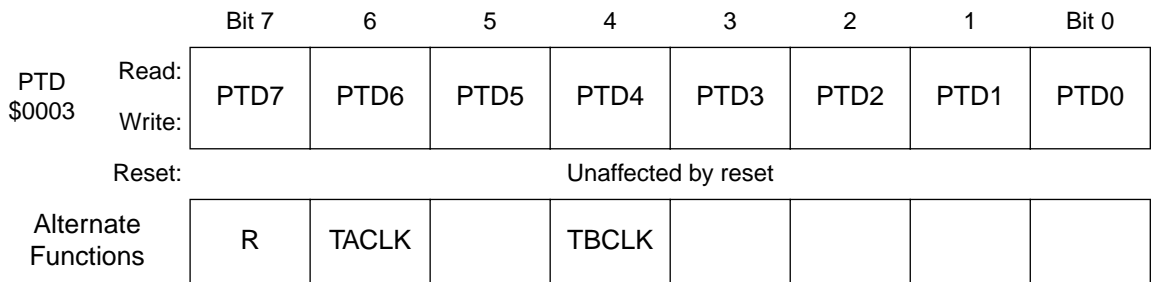 Bit 7 6 5 4 3 2 1 Bit 0
PTD
$0003
Read:
Write:
PTD7 PTD6 PTD5 PTD4 PTD3 PTD2 PTD1 PTD0
Reset: Unaffected by reset
Alternate
Functions
R TACLK TBCLK